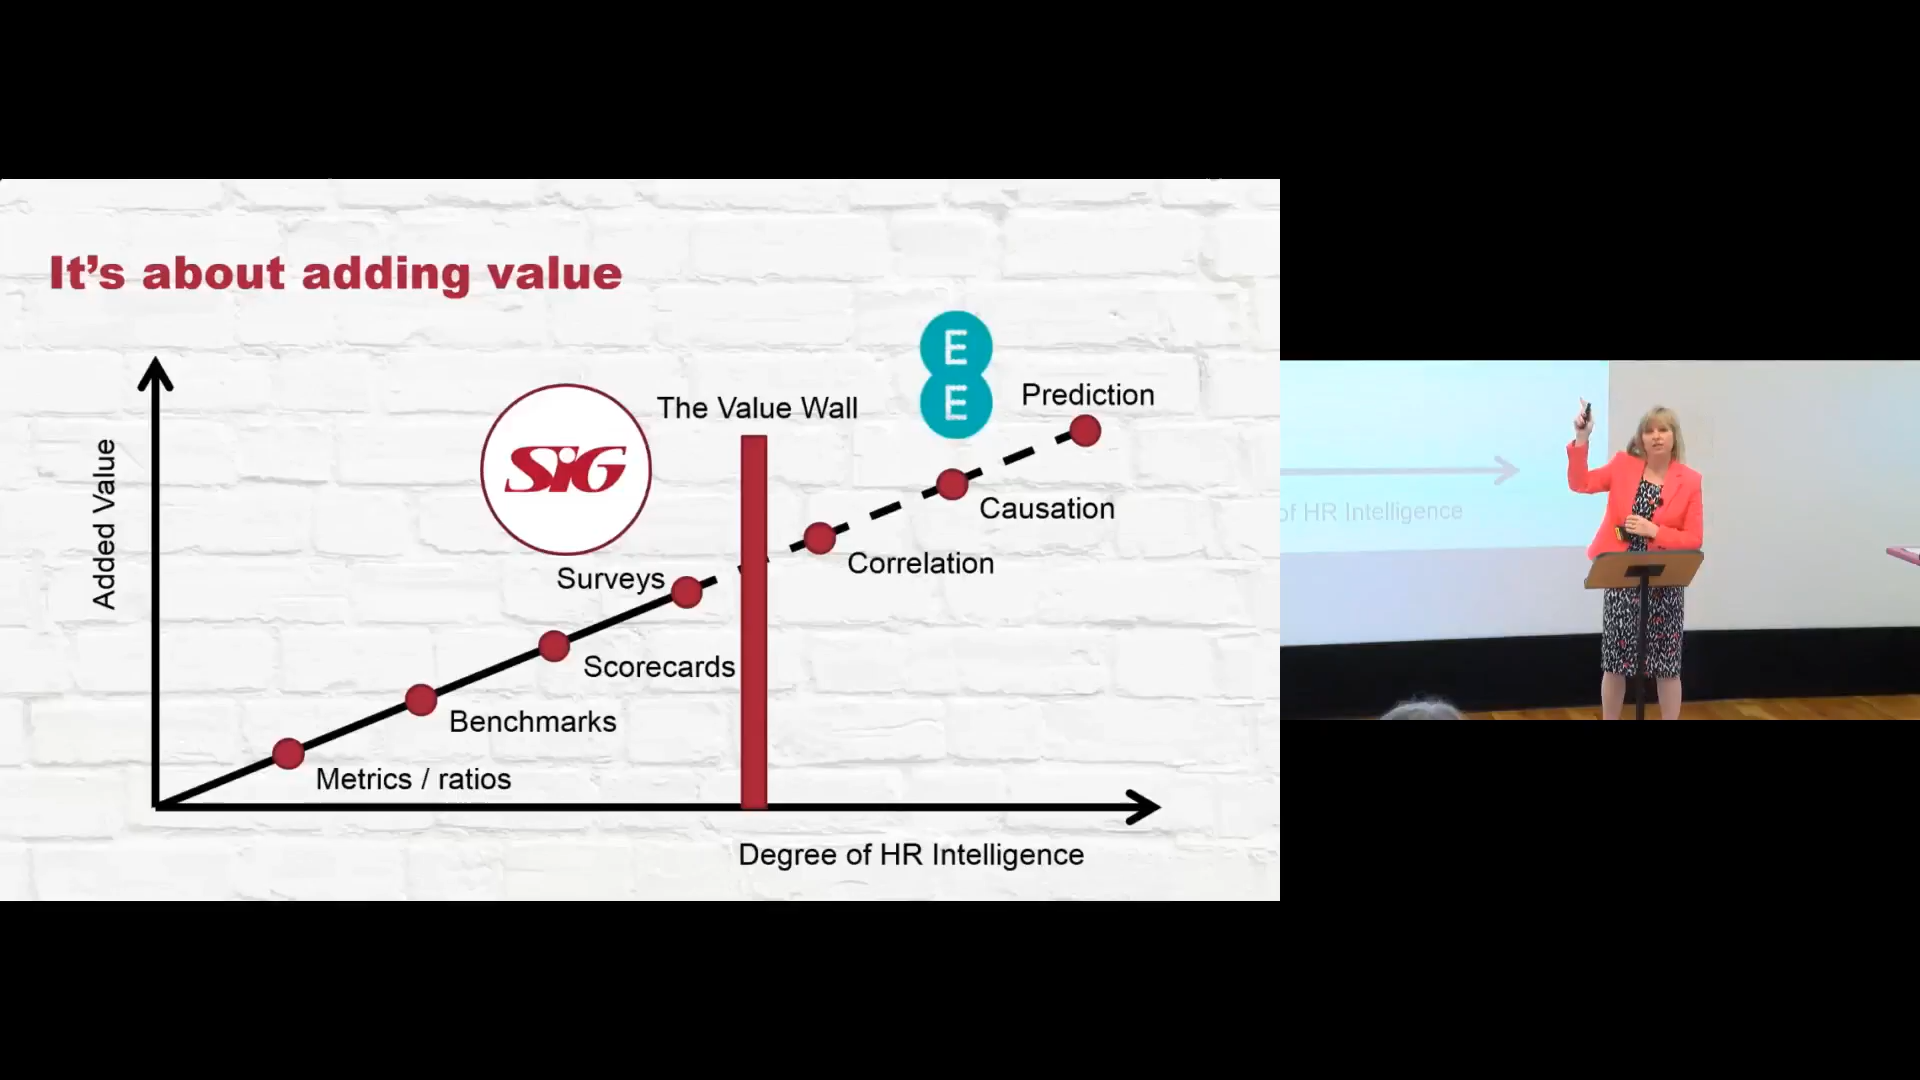 It's about adding value
E
E
Prediction
The Value Wall
SiG
Added Value
Causation
Correlation
Surveys
Scorecards
Benchmarks
Metrics / ratios
Degree of HR Intelligence
of HR Intelligence